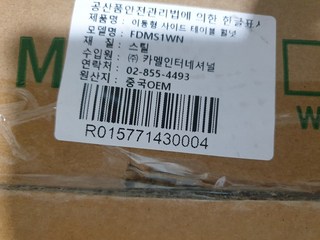 공산품안전관리법에 의한 한글표시
제품명 : 이동형 사이드 테이블 월넛
모델명 : FDMS1WN
재 질 : 스틸
수입원 : ㈜ 카멜인터네셔널
연락처 : 02-855-4493
원산지 : 중국OEM
M
R015771430004
W